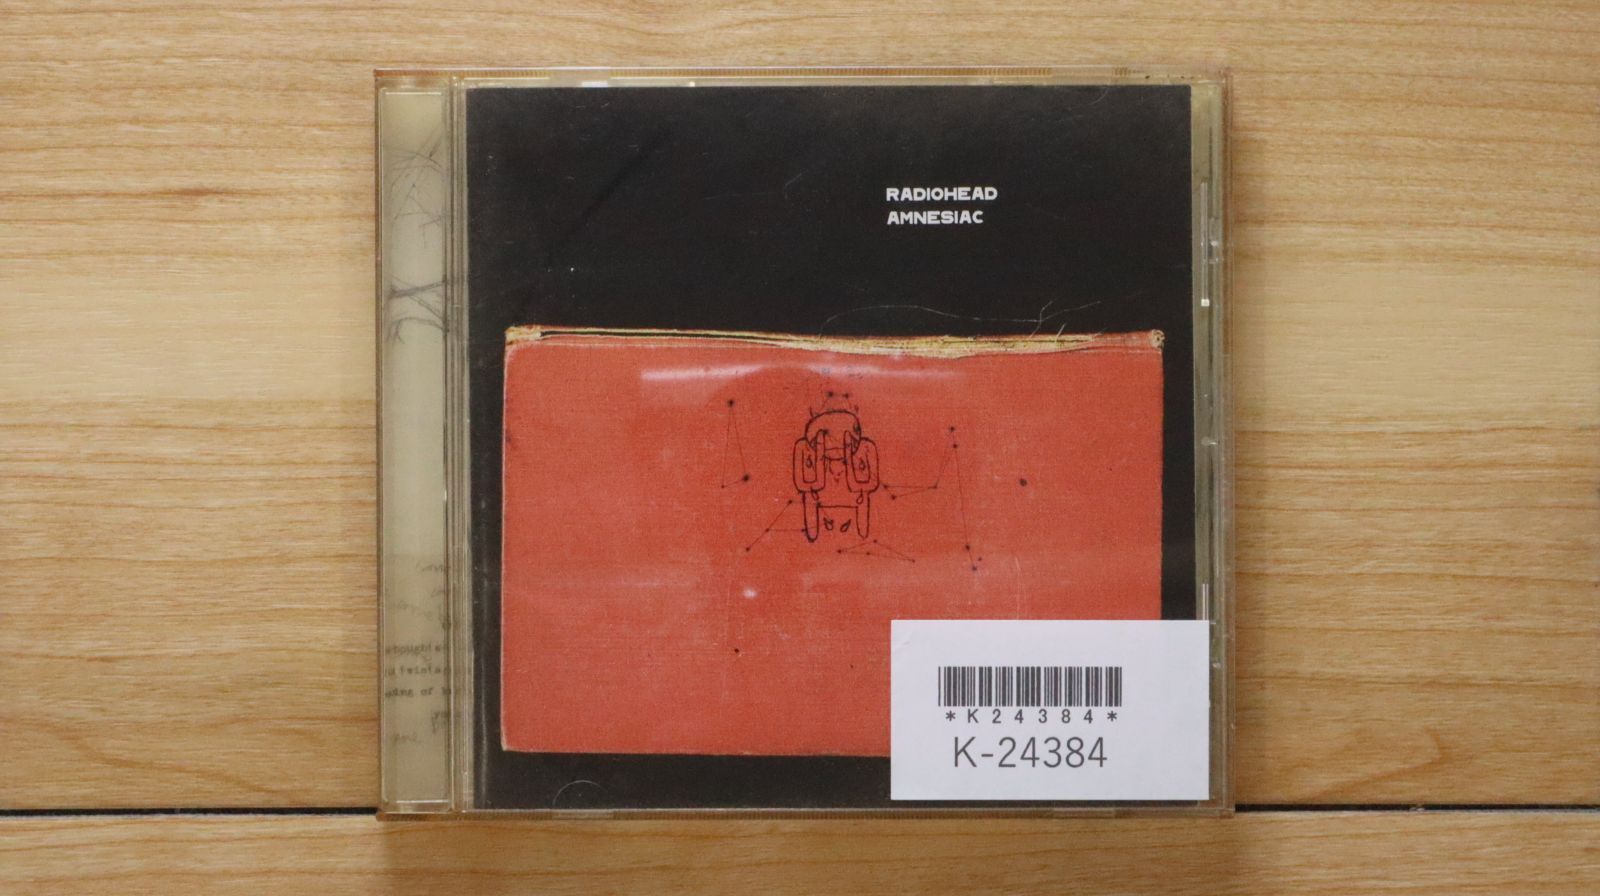 RADIOHEAD
AMNESIAC
*K24384*
K-24384